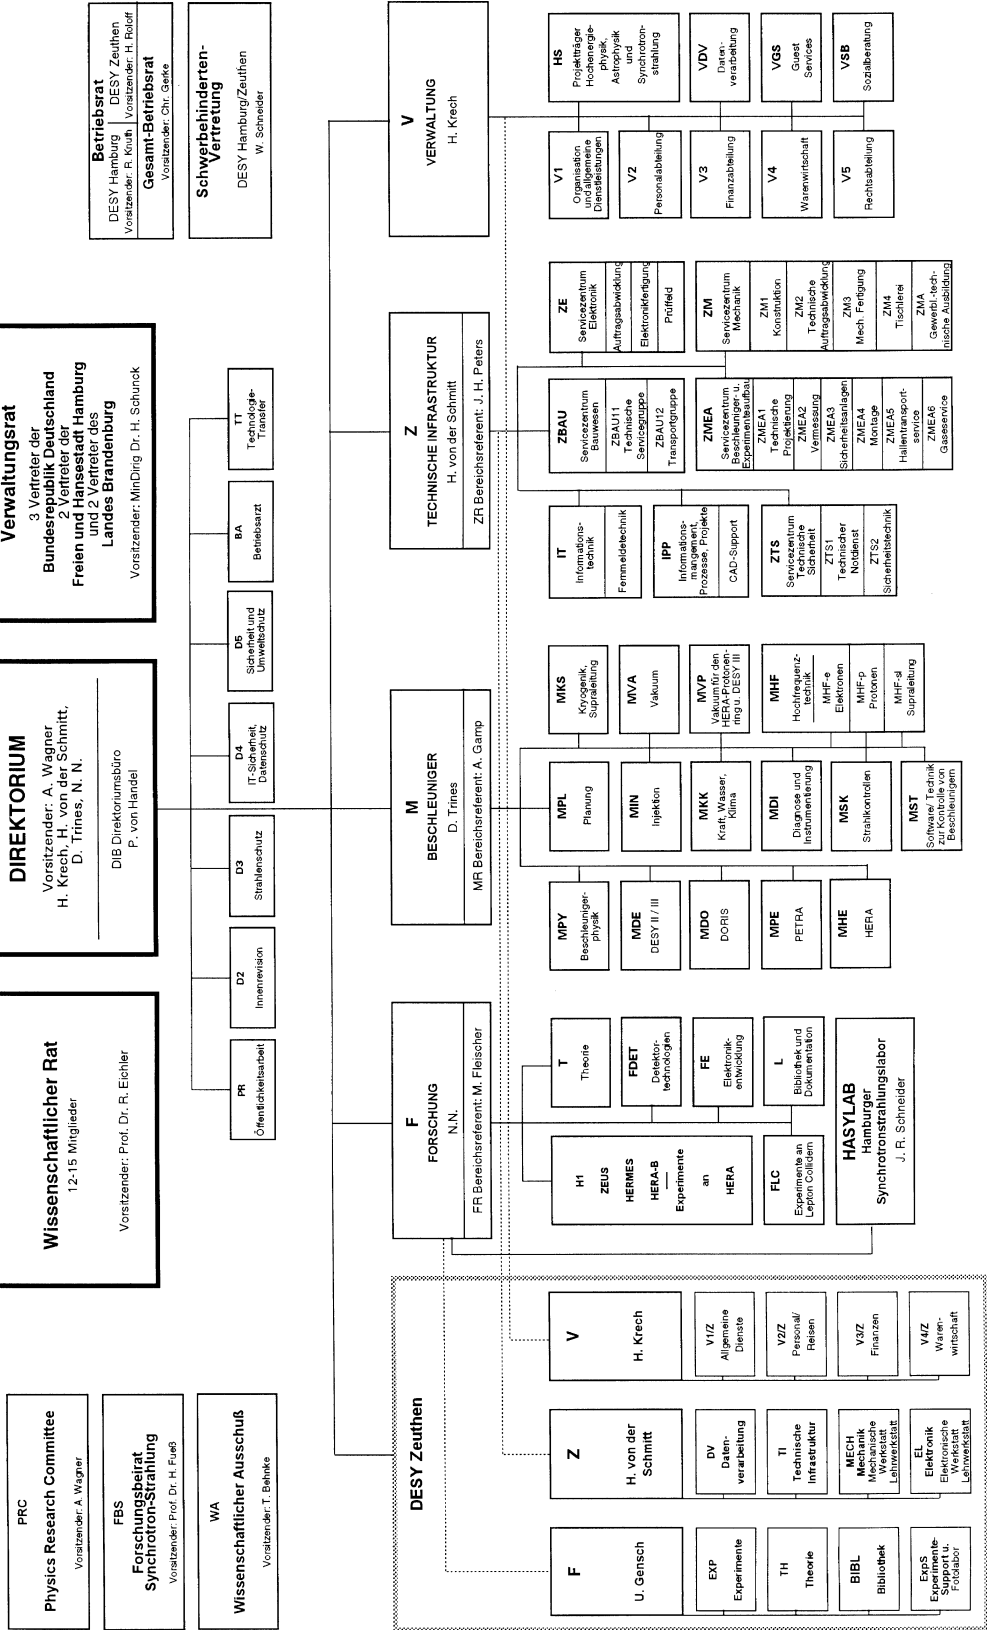 PRC
Physics Research Committee
Vorsitzender: A. Wagner
FBS
Forschungsbeirat
Synchrotron-Strahlung
Vorsitzender: Prof. Dr. H. Fueß
WA
Wissenschaftlicher Ausschuß
Vorsitzender: T. Behnke
Wissenschaftlicher Rat
12-15 Mitglieder
Vorsitzender: Prof. Dr. R. Eichler
DIREKTORIUM
Vorsitzender: A. Wagner
H. Krech, H. von der Schmitt,
D. Trines, N. N.
DIB Direktoriumsbüro
P. von Handel
Verwaltungsrat
3 Vertreter der
Bundesrepublik Deutschland
2 Vertreter der
Freien und Hansestadt Hamburg
und 2 Vertreter des
Landes Brandenburg
Vorsitzender: MinDirig Dr. H. Schunck
Betriebsrat
DESY Hamburg
Vorsitzender: R. Knuth
DESY Zeuthen
Vorsitzender: H. Roloff
Gesamt-Betriebsrat
Vorsitzender: Chr. Gerke
Schwerbehinderten-
Vertretung
DESY Hamburg/Zeuthen
W. Schneider
PR
Öffentlichkeitsarbeit
D2
Innenrevision
D3
Strahlenschutz
D4
IT-Sicherheit,
Datenschutz
D5
Sicherheit und
Umweltschutz
BA
Betriebsarzt
TT
Technologie-
Transfer
F
FORSCHUNG
N.N.
FR Bereichsreferent: M. Fleischer
M
BESCHLEUNIGER
D. Trines
MR Bereichsreferent: A. Gamp
Z
TECHNISCHE INFRASTRUKTUR
H. von der Schmitt
ZR Bereichsreferent: J. H. Peters
V
VERWALTUNG
H. Krech
DESY Zeuthen
F
U. Gensch
EXP
Experimente
TH
Theorie
BIBL
Bibliothek
ExpS
Experimente-
Support u.
Fotolabor
Z
H. von der
Schmitt
DV
Daten-
verarbeitung
TI
Technische
Infrastruktur
MECH
Mechanik
Mechanische
Werkstatt
Lehrwerkstatt
EL
Elektronik
Elektronische
Werkstatt
Lehrwerkstatt
V
H. Krech
V1/Z
Allgemeine
Dienste
V2/Z
Personal/
Reisen
V3/Z
Finanzen
V4/Z
Waren-
wirtschaft
H1
ZEUS
HERMES
HERA-B
Experimente
an
HERA
FLC
Experimente an
Lepton Collidern
HASYLAB
Hamburger
Synchrotronstrahlungslabor
J. R. Schneider
T
Theorie
FDET
Detektor-
technologien
FE
Elektronik-
entwicklung
L
Bibliothek und
Dokumentation
MPY
Beschleuniger-
physik
MDE
DESY II / III
MDO
DORIS
MPE
PETRA
MHE
HERA
MPL
Planung
MIN
Injektion
MKK
Kraft, Wasser,
Klima
MDI
Diagnose und
Instrumentierung
MSK
Strahlkontrollen
MST
Software/ Technik
zur Kontrolle von
Beschleunigern
MKS
Kryogenik,
Supraleitung
MVA
Vakuum
MVP
Vakuum für den
HERA-Protonen-
ring u. DESY III
MHF
Hochfrequenz-
technik
MHF-e
Elektronen
MHF-p
Protonen
MHF-sl
Supraleitung
IT
Informations-
technik
Fernmeldetechnik
IPP
Informations-
mangement,
Prozesse, Projekte
CAD-Support
ZTS
Servicezentrum
Technische
Sicherheit
ZTS1
Technischer
Notdienst
ZTS2
Sicherheitstechnik
ZBAU
Servicezentrum
Bauwesen
ZBAU11
Technische
Servicegruppe
ZBAU12
Transportgruppe
ZMEA
Servicezentrum
Beschleuniger- u.
Experimenteaufbau
ZMEA1
Technische
Projektierung
ZMEA2
Vermessung
ZMEA3
Sicherheitsanlagen
ZMEA4
Montage
ZMEA5
Hallentransport-
service
ZMEA6
Gaseservice
ZE
Servicezentrum
Elektronik
Auftragsabwicklung
Elektronikfertigung
Prüffeld
ZM
Servicezentrum
Mechanik
ZM1
Konstruktion
ZM2
Technische
Auftragsabwicklung
ZM3
Mech. Fertigung
ZM4
Tischlerei
ZMA
Gewerbl.-tech-
nische Ausbildung
V1
Organisation
und allgemeine
Dienstleistungen
V2
Personalabteilung
V3
Finanzabteilung
V4
Warenwirtschaft
V5
Rechtsabteilung
HS
Projektträger
Hochenergie-
physik,
Astrophysik
und
Synchrotron-
strahlung
VDV
Daten-
verarbeitung
VGS
Guest
Services
VSB
Sozialberatung